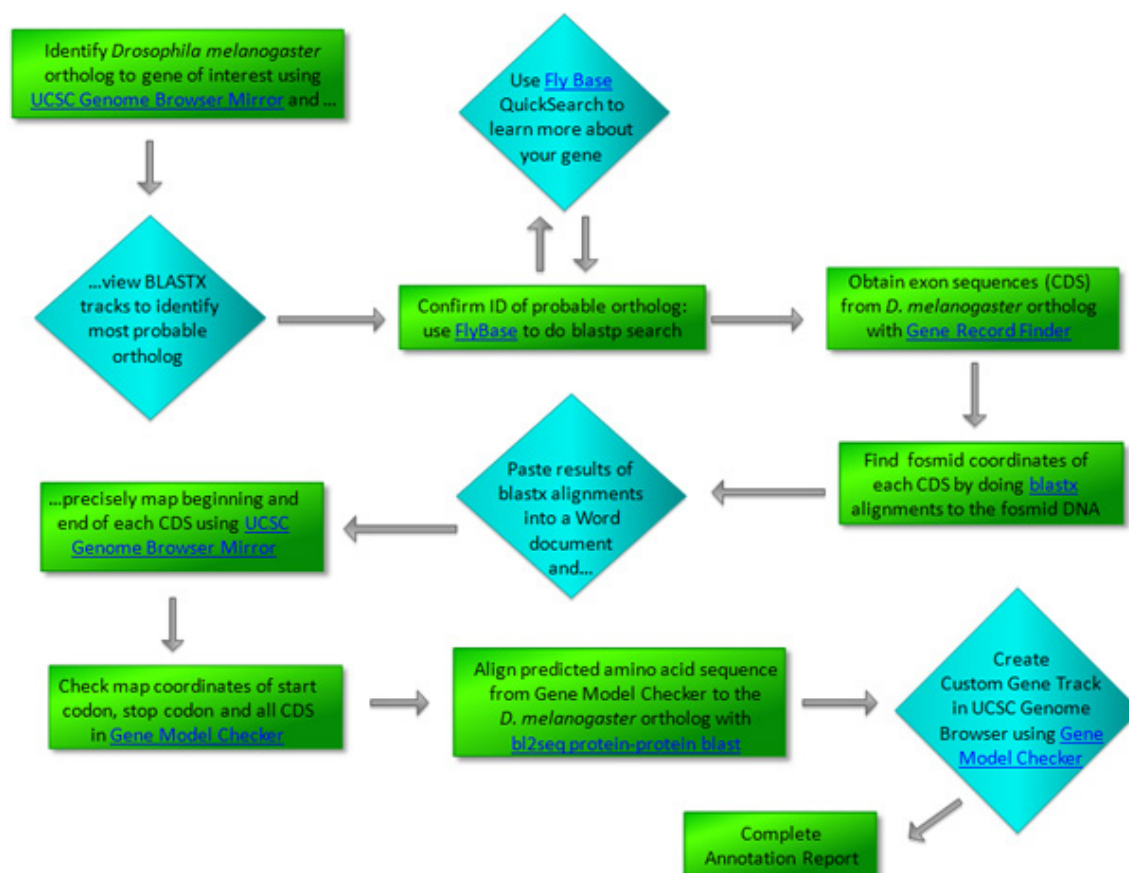 Identify Drosophila melanogaster
ortholog to gene of interest using
UCSC Genome Browser Mirror and ...
Use Fly Base
QuickSearch to
learn more about
your gene
...view BLASTX
tracks to identify
most probable
ortholog
Confirm ID of probable ortholog:
use FlyBase to do blastp search
Obtain exon sequences (CDS)
from D. melanogaster ortholog
with Gene Record Finder
Find fosmid coordinates of
each CDS by doing blastx
alignments to the fosmid DNA
Paste results of
blastx alignments
into a Word
document
and...
...precisely map beginning and
end of each CDS using UCSC
Genome Browser Mirror
Check map coordinates of start
codon, stop codon and all CDS
in Gene Model Checker
Align predicted amino acid sequence
from Gene Model Checker to the
D. melanogaster ortholog with
bl2seq protein-protein blast
Create
Custom Gene Track
in UCSC Genome
Browser using Gene
Model Checker
Complete
Annotation Report